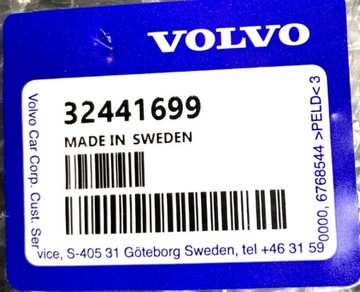 VOLVO
32441699
MADE IN SWEDEN
Volvo Car Corp. Cust. Ser
vice, S-405 31 Göteborg Sweden, tel +46 31 59
0000, 6768544 >PELD< 3